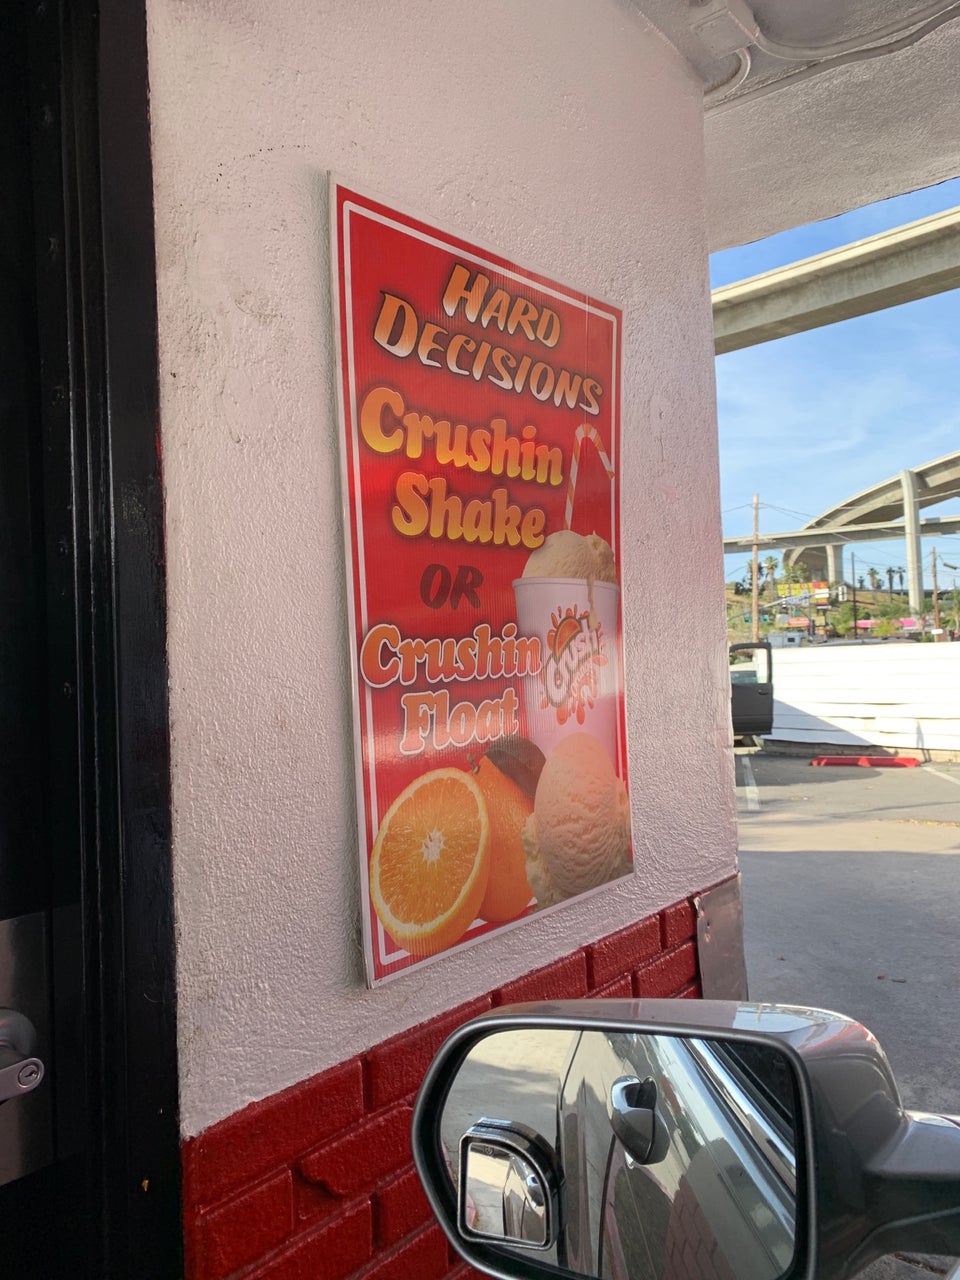 HARD
DECISIONS
Crushin
Shake
OR
Crushin
Float
Crush